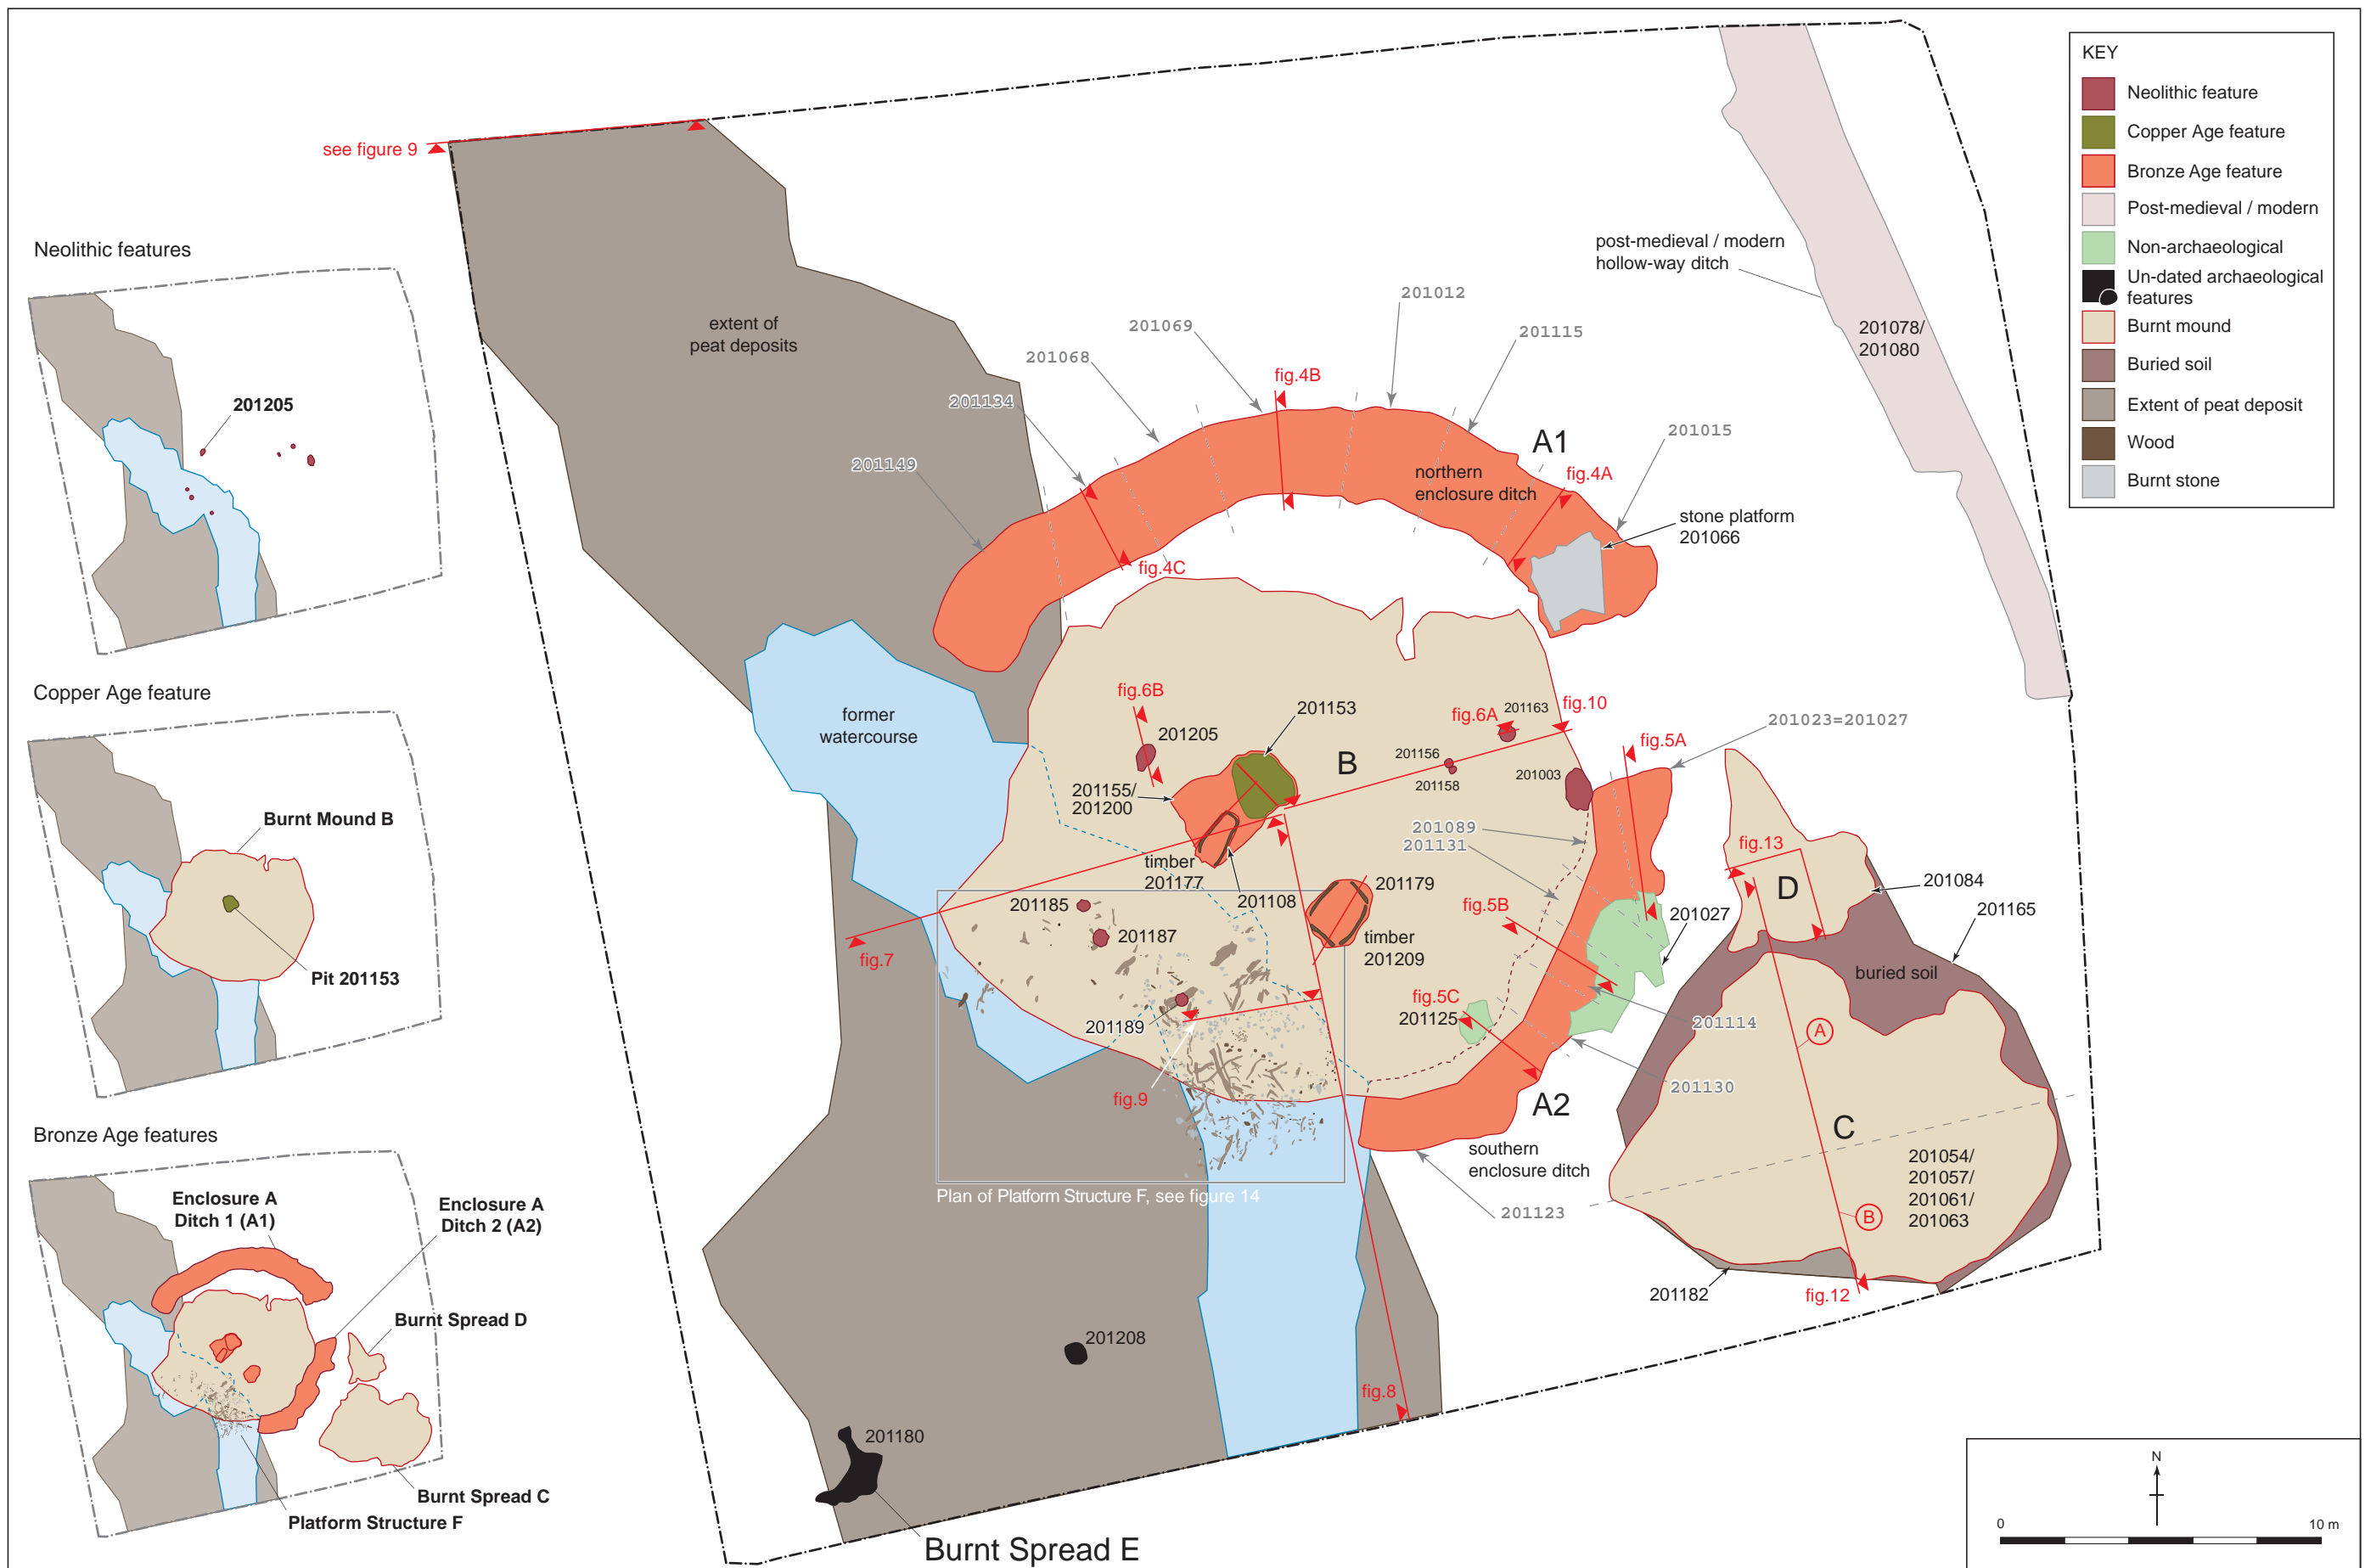 KEY
Neolithic feature
Copper Age feature
Bronze Age feature
Post-medieval / modern
Non-archaeological
Un-dated archaeological
features
Burnt mound
Buried soil
Extent of peat deposit
Wood
Burnt stone
Neolithic features
201205
Copper Age feature
Burnt Mound B
Pit 201153
Bronze Age features
Enclosure A
Ditch 1 (A1)
Enclosure A
Ditch 2 (A2)
Burnt Spread D
Burnt Spread C
Platform Structure F
see figure 9
extent of
peat deposits
post-medieval / modern
hollow-way ditch
201078/
201080
201012
201069
201115
201068
fig.4B
201134
A1
201015
201149
northern
enclosure ditch
fig.4A
stone platform
201066
fig.4C
former
watercourse
fig.6B
201205
201153
fig.6A
201163
fig.10
201023=201027
fig.5A
B
201156
201158
201003
201155/
201200
201089
201131
fig.13
timber
201177
201108
201179
D
201084
201165
201185
fig.5B
201027
201187
timber
201209
fig.7
buried soil
fig.5C
201125
201189
201114
A
201130
fig.9
A2
C
southern
enclosure ditch
201054/
201057/
201061/
201063
Plan of Platform Structure F, see figure 14
201123
B
201182
fig.12
201208
fig.8
201180
Burnt Spread E
N
0
10 m